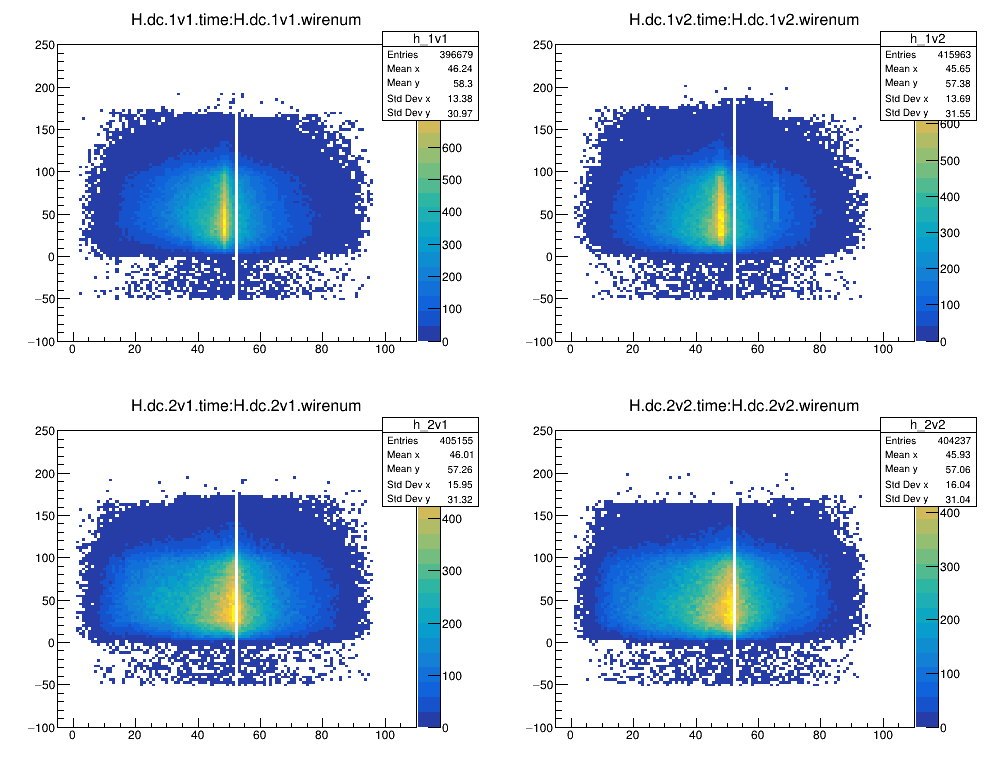 H.dc.1v1.time:H.dc.1v1.wirenum
h_1v1
Entries 396679
Mean x 46.24
Mean y 58.3
Std Dev x 13.38
Std Dev y 30.97
250
200
150
100
50
0
−50
−100
0 20 40 60 80 100
600
500
400
300
200
100
0
H.dc.1v2.time:H.dc.1v2.wirenum
h_1v2
Entries 415963
Mean x 45.65
Mean y 57.38
Std Dev x 13.69
Std Dev y 31.55
250
200
150
100
50
0
−50
−100
0 20 40 60 80 100
600
500
400
300
200
100
0
H.dc.2v1.time:H.dc.2v1.wirenum
h_2v1
Entries 405155
Mean x 46.01
Mean y 57.26
Std Dev x 15.95
Std Dev y 31.32
250
200
150
100
50
0
−50
−100
0 20 40 60 80 100
400
300
200
100
0
H.dc.2v2.time:H.dc.2v2.wirenum
h_2v2
Entries 404237
Mean x 45.93
Mean y 57.06
Std Dev x 16.04
Std Dev y 31.04
250
200
150
100
50
0
−50
−100
0 20 40 60 80 100
400
300
200
100
0